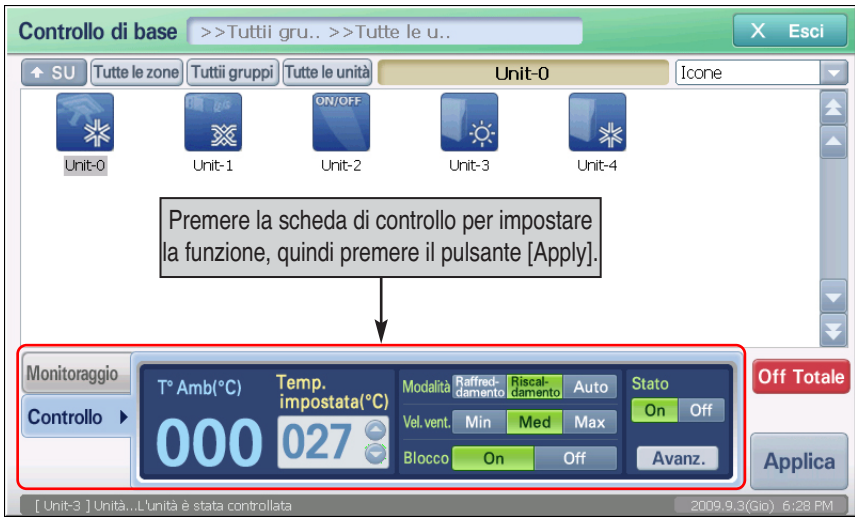 Controllo di base >>Tuttii gru.. >>Tutte le u.. X Esci
SU Tutte le zone Tuttii gruppi Tutte le unità Unit-0 Icone
ON/OFF
Unit-0 Unit-1 Unit-2 Unit-3 Unit-4
Premere la scheda di controllo per impostare
la funzione, quindi premere il pulsante [Apply].
Monitoraggio
Controllo
T° Amb(°C)
000
Temp.
impostata(°C)
027
Modalità Raffred-
damento Riscal-
damento Auto
Vel. vent. Min Med Max
Blocco On Off
Stato
On Off
Avanz.
Off Totale
Applica
[ Unit-3 ] Unità...L'unità è stata controllata 2009.9.3(Gio) 6:28 PM